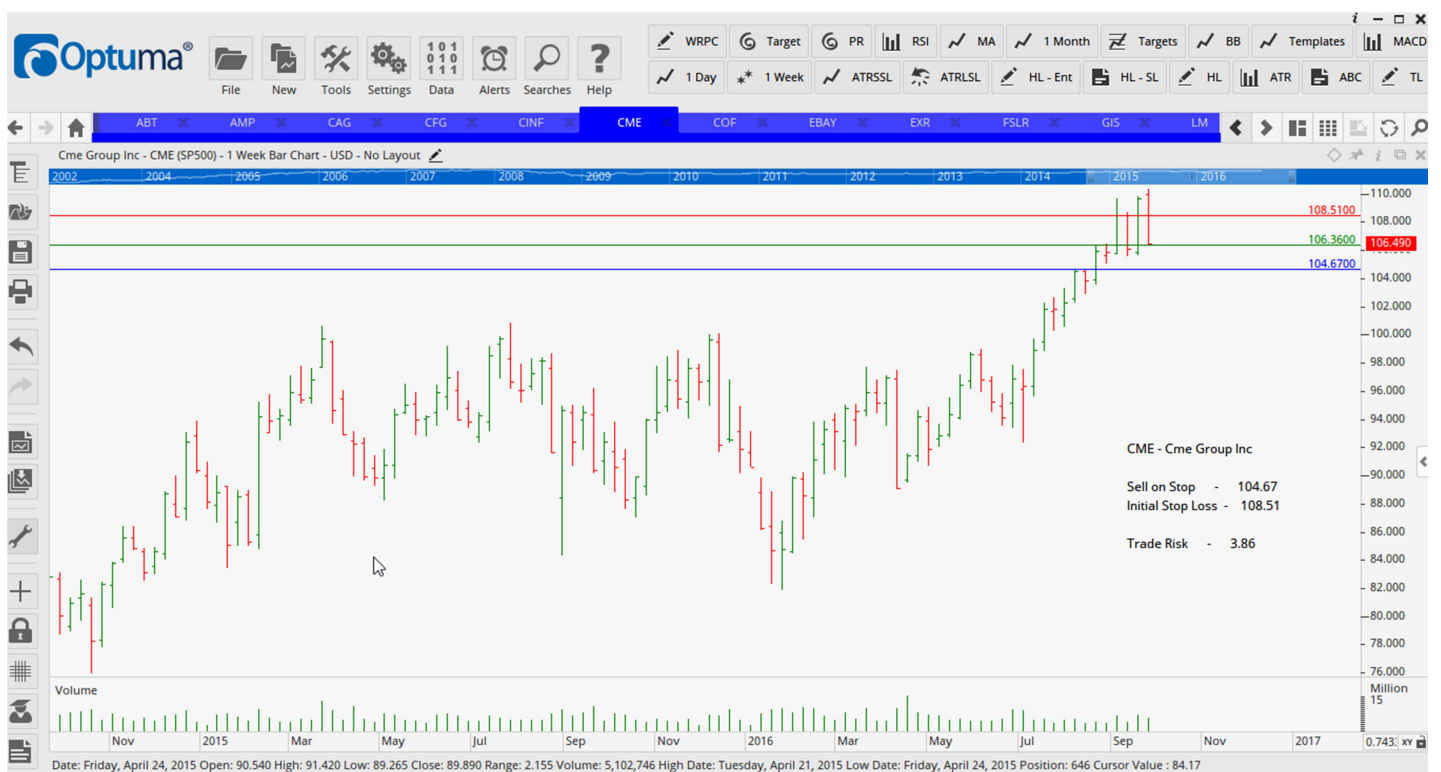 i
Optuma®
File New Tools Settings Data Alerts Searches Help
101
010
111
WRPC Target PR RSI MA 1 Month Targets BB Templates MACD
1 Day 1 Week ATRSSL ATRLSL HL - Ent HL - SL HL ATR ABC TL
ABT AMP CAG CFG CINF CME COF EBAY EXR FSLR GIS LM
Cme Group Inc - CME (SP500) - 1 Week Bar Chart - USD - No Layout
2002 2004 2005 2006 2007 2008 2009 2010 2011 2012 2013 2014 2015 2016
110.000
108.5100
108.000
106.3600
106.490
104.6700
104.000
102.000
100.000
98.000
96.000
94.000
92.000
CME - Cme Group Inc
90.000
Sell on Stop - 104.67
Initial Stop Loss - 108.51
88.000
86.000
Trade Risk - 3.86
84.000
82.000
80.000
78.000
76.000
Volume
Million
15
Nov 2015 Mar May Jul Sep Nov 2016 Mar May Jul Sep Nov 2017
XY
Date: Friday, April 24, 2015 Open: 90.540 High: 91.420 Low: 89.265 Close: 89.890 Range: 2.155 Volume: 5,102,746 High Date: Tuesday, April 21, 2015 Low Date: Friday, April 24, 2015 Position: 646 Cursor Value : 84.17